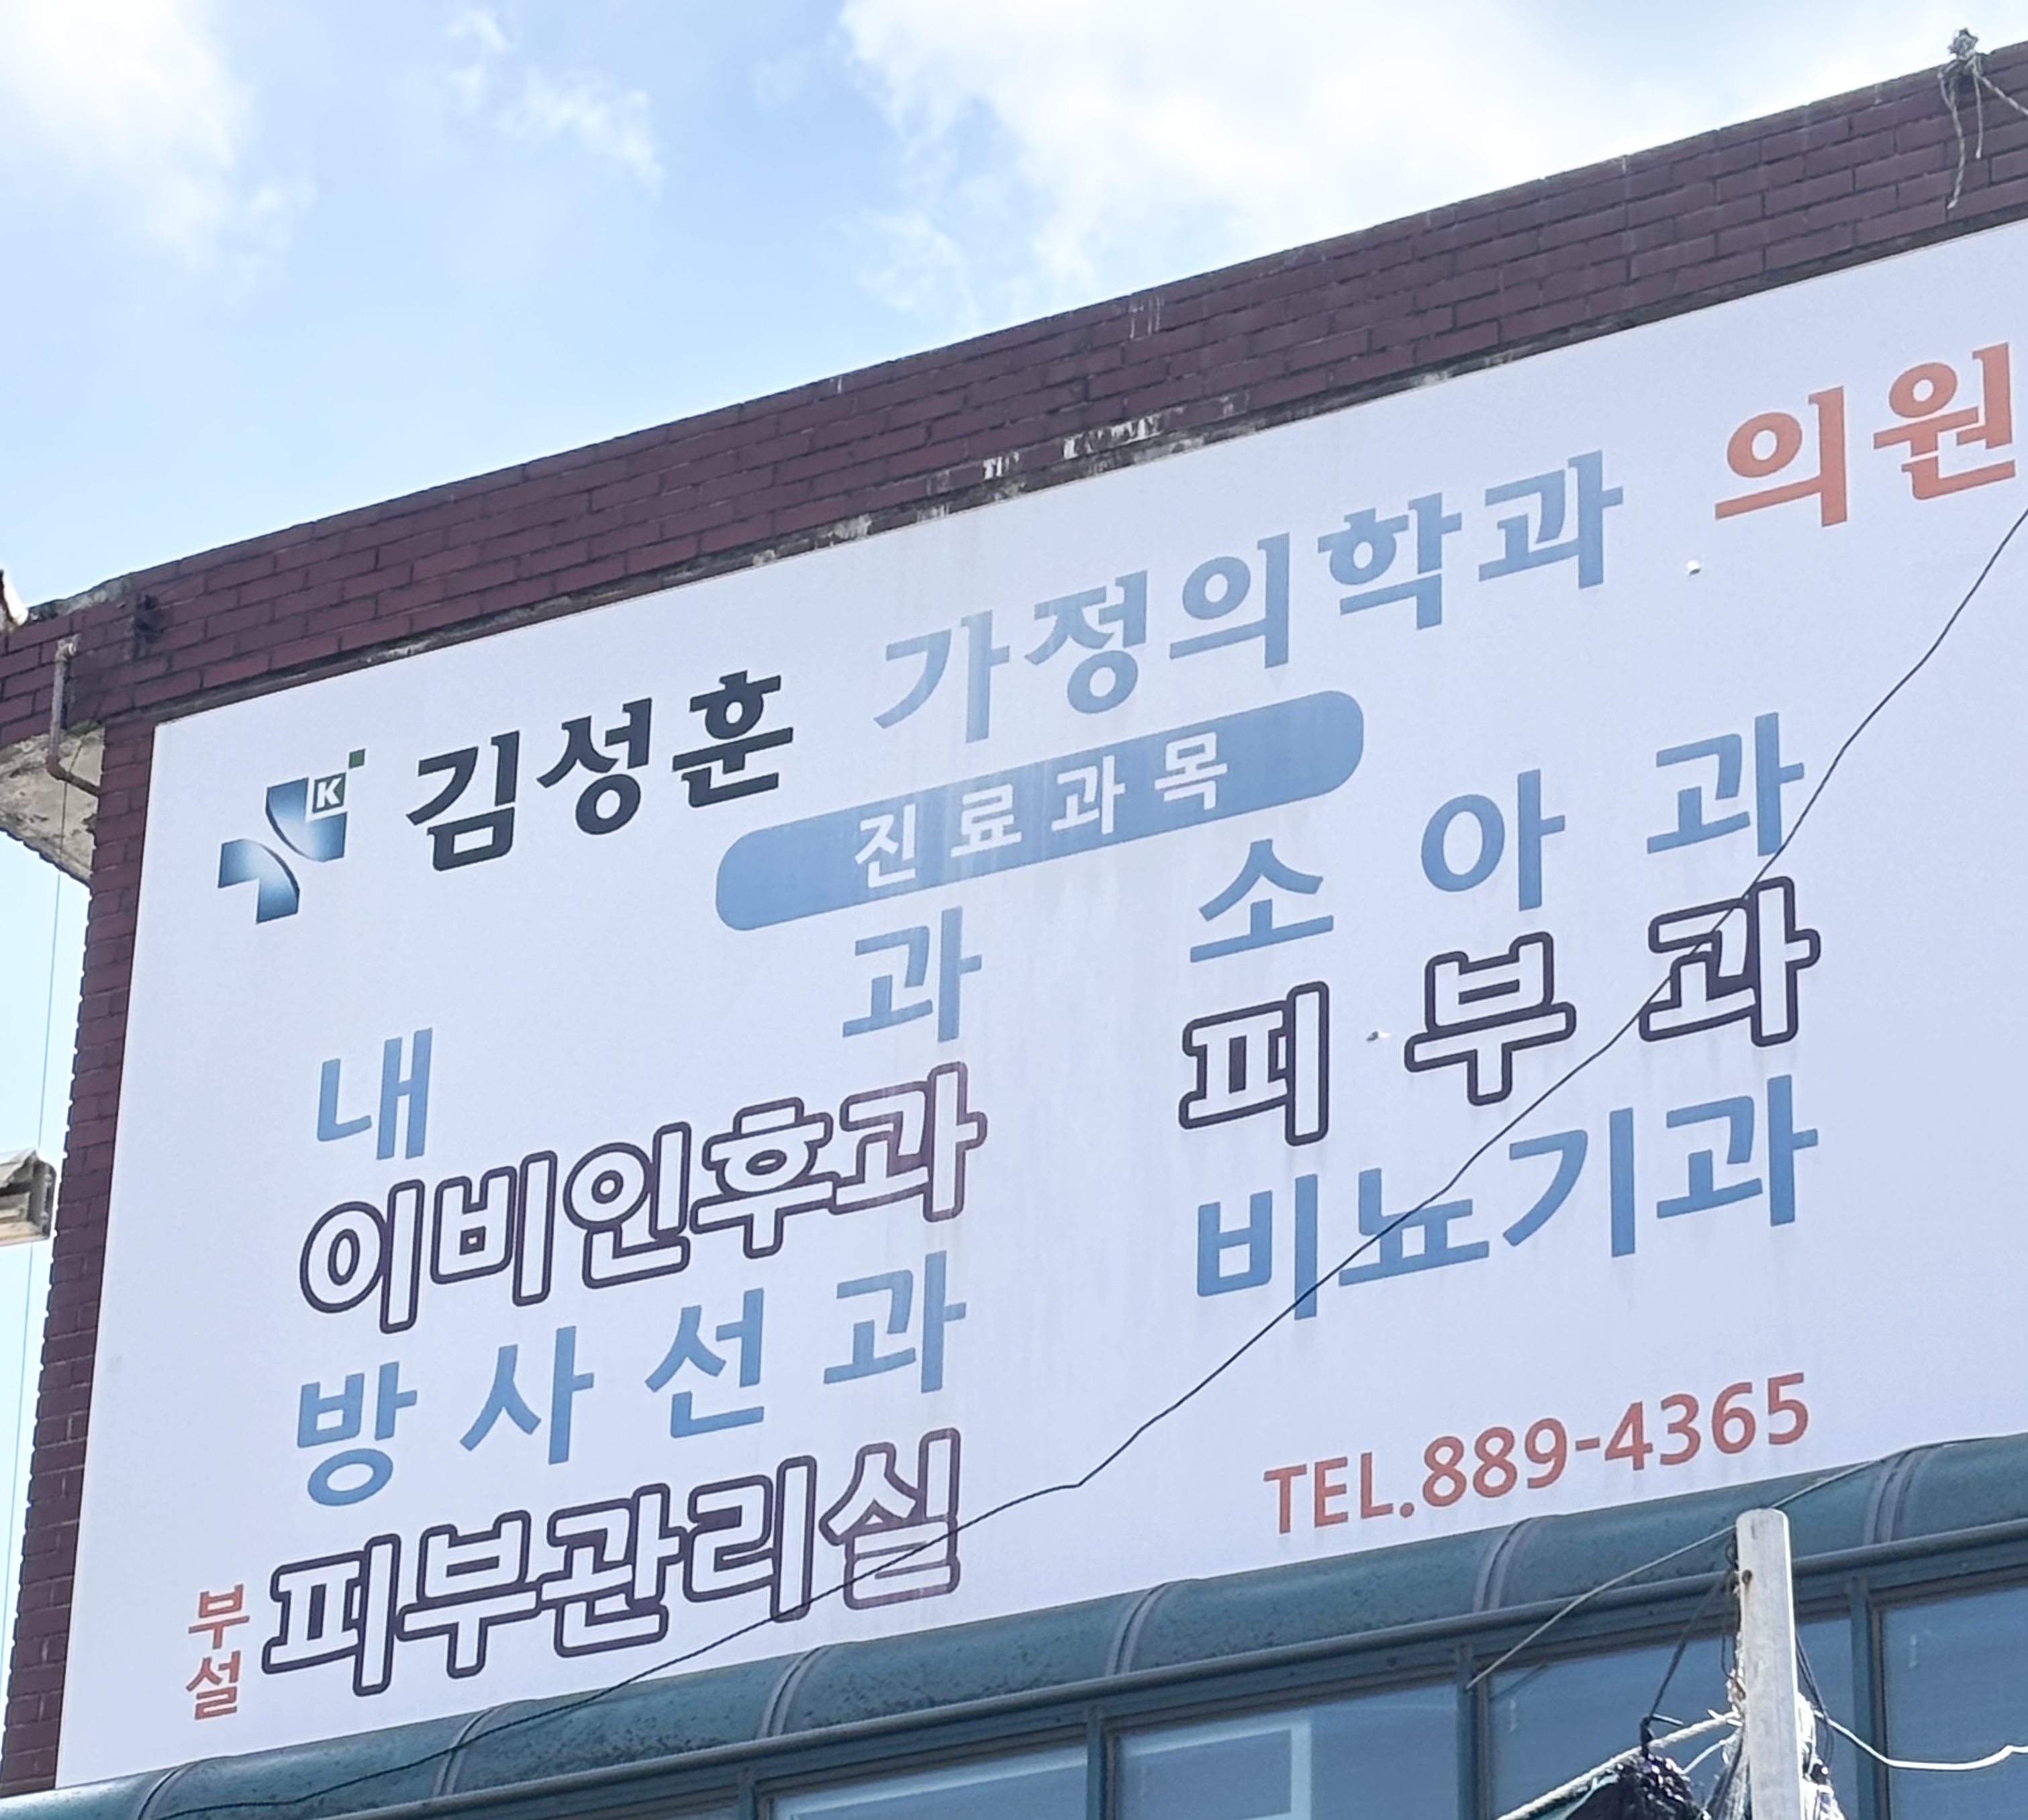 K 김성훈 가정의학과 의원
진료과목
내 과 소 아 과
이비인후과 피 부 과
방 사 선 과 비뇨기과
부설 피부관리실 TEL.889-4365